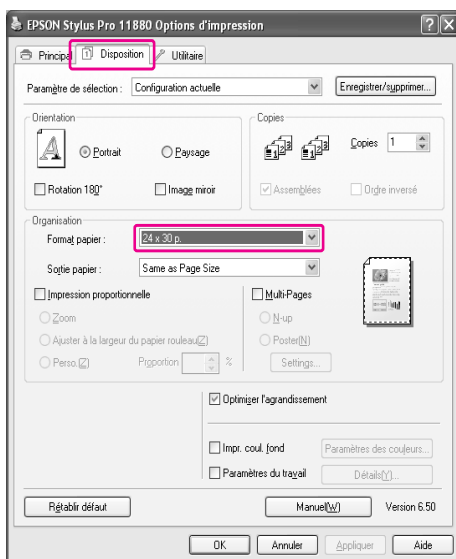 EPSON Stylus Pro 11880 Options d'impression
Principal Disposition Utilitaire
Paramètre de sélection : Configuration actuelle Enregistrer/supprimer...
Orientation Copies
Portrait Paysage Copies 1
Rotation 180° Image miroir Assemblées Ordre inversé
Organisation
Format papier : 24 x 30 p.
Sortie papier : Same as Page Size
Impression proportionnelle Multi-Pages
Zoom N-up
Ajuster à la largeur du papier rouleau(Z) Poster(N)
Perso.(Z) Proportion % Settings...
Optimiser l'agrandissement
Impr. coul. fond Paramètres des couleurs...
Paramètres du travail Détails(Y)...
Rétablir défaut Manuel(W) Version 6.50
OK Annuler Appliquer Aide